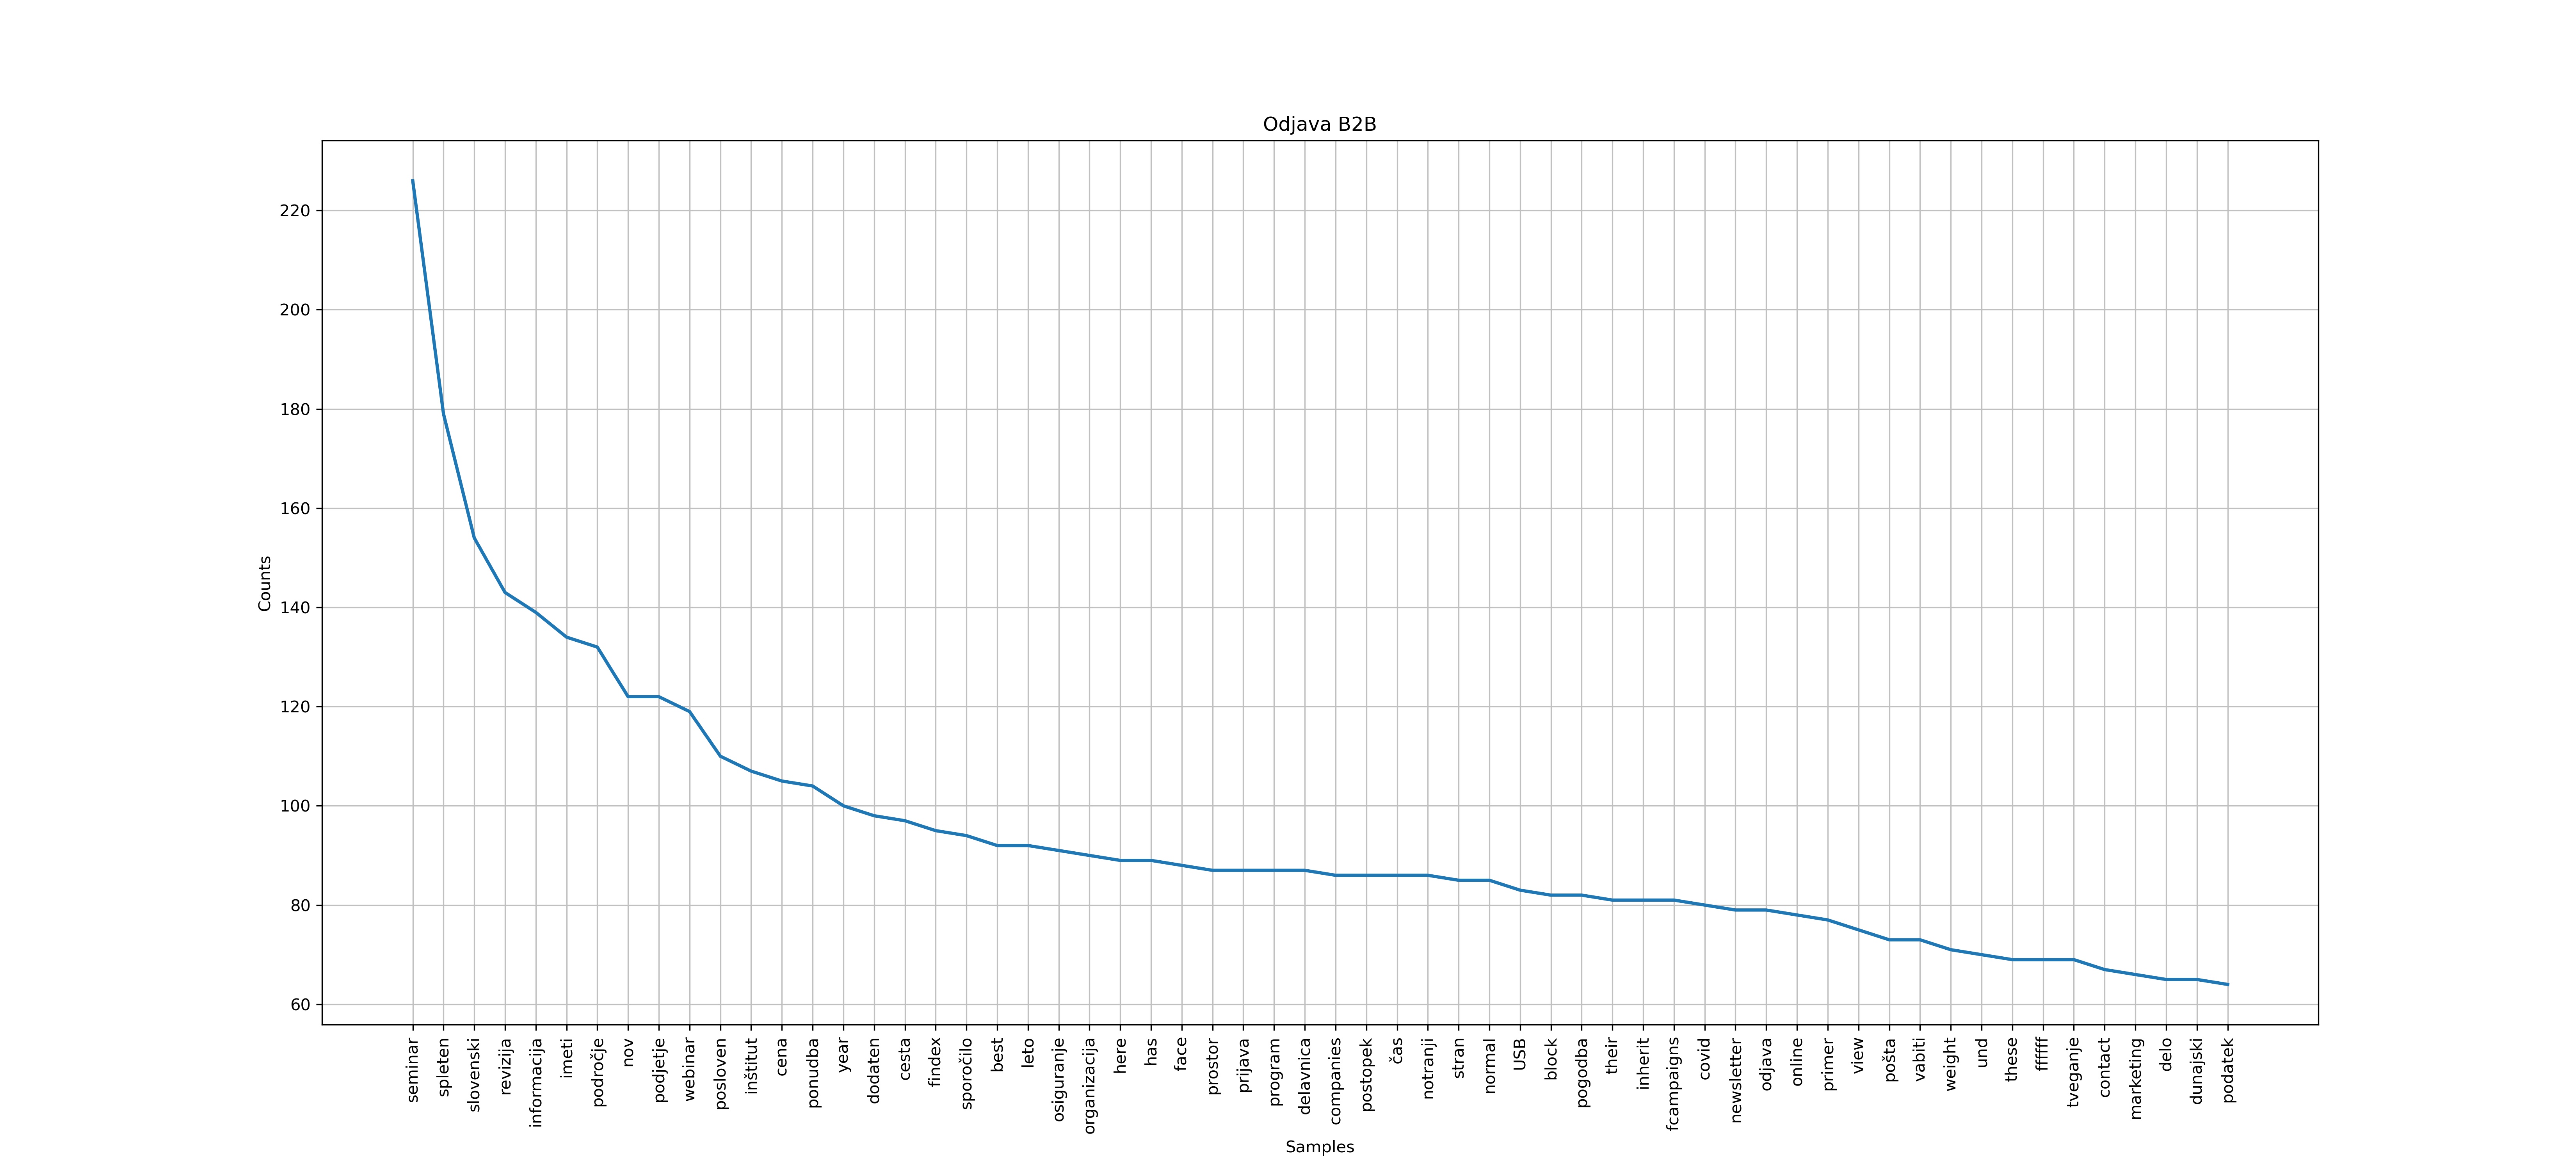 Odjava B2B
Counts
220
200
180
160
140
120
100
80
60
seminar
spleten
slovenski
revizija
informacija
imeti
področje
nov
podjetje
webinar
posloven
inštitut
cena
ponudba
year
dodaten
cesta
findex
sporočilo
best
leto
osiguranje
organizacija
here
has
face
prostor
prijava
program
delavnica
companies
postopek
čas
notranji
stran
normal
USB
block
pogodba
their
inherit
fcampaigns
covid
newsletter
odjava
online
primer
view
pošta
vabiti
weight
und
these
ffffff
tveganje
contact
marketing
delo
dunajski
podatek
Samples